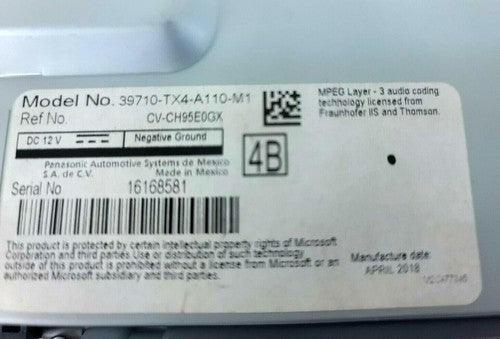 Model No. 39710-TX4-A110-M1
Ref No. CV-CH95E0GX
DC 12 V Negative Ground
Panasonic Automotive Systems de Mexico
S.A. de C.V. Made in Mexico
4B
Serial No 16168581
MPEG Layer - 3 audio coding
technology licensed from
Fraunhofer IIS and Thomson.
This product is protected by certain intellectual property rights of Microsoft
Corporation and third parties. Use or distribution of such technology
outside of this product is prohibited without a license from Microsoft or an
authorized Microsoft subsidiary and third parties.
Manufacture date:
APRIL 2018